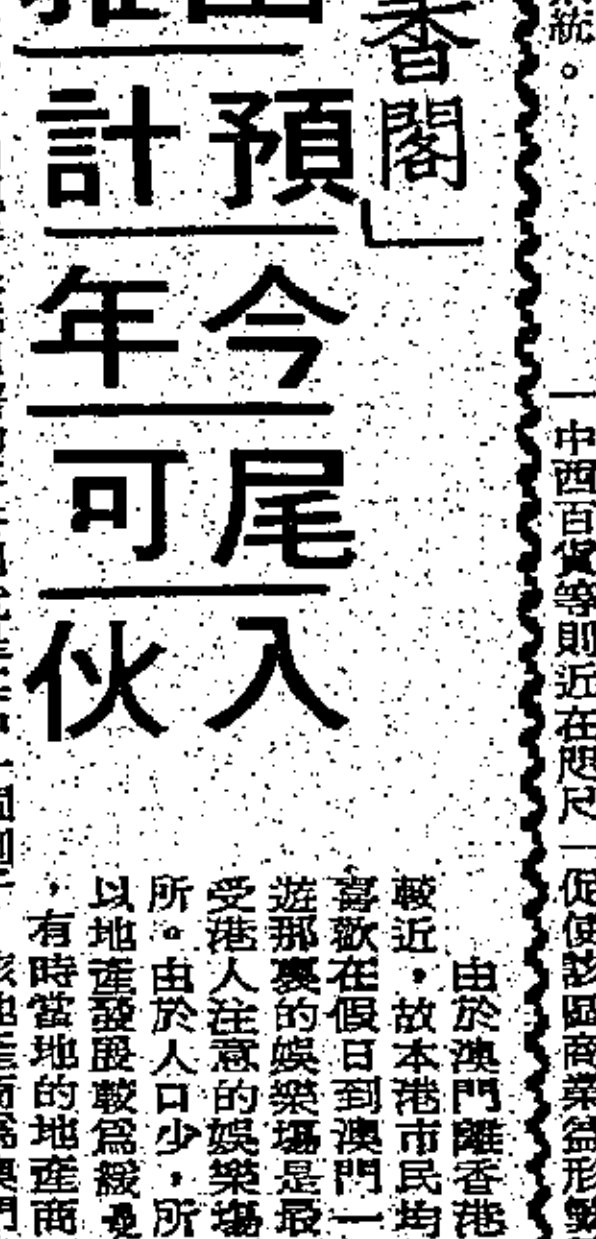 統。
一中西百貨等則近在咫尺一促使該區商業益形繁
香閣」
預計
今年
尾可
入伙
由於澳門離香港
較近,故本港市民均
喜歡在假日到澳門一
遊那裏的娛樂場是最
受港人注意的娛樂場
所。由於人口少,所
以地產發展較爲緩
,有時當地的地產商